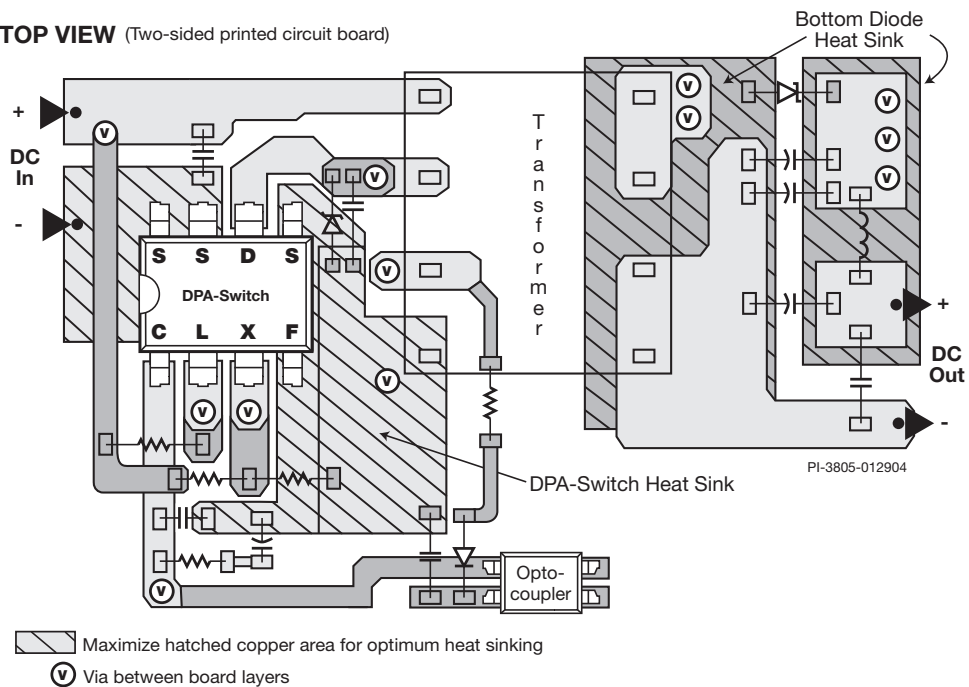 TOP VIEW (Two-sided printed circuit board)
Bottom Diode
Heat Sink
+
DC
In
-
V
V
V
V
V
V
V
V
Transformer
S S D S
DPA-Switch
C L X F
V
V
V
V
+
DC
Out
-
PI-3805-012904
DPA-Switch Heat Sink
V
Opto-
coupler
Maximize hatched copper area for optimum heat sinking
V Via between board layers